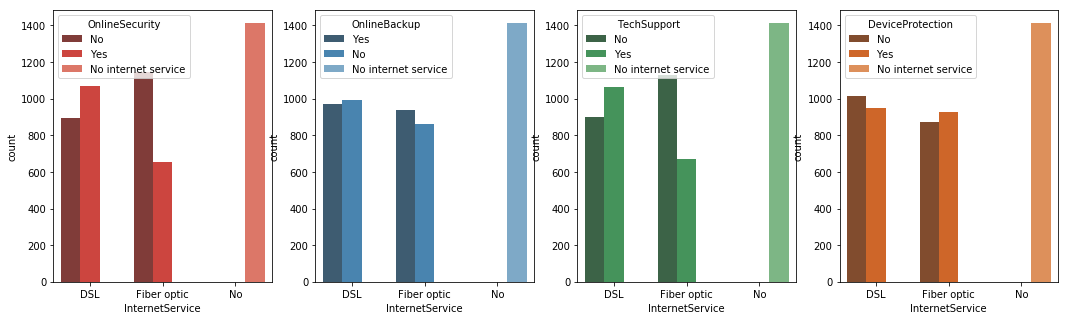 OnlineSecurity
No
Yes
No internet service
1400
1200
1000
800
600
400
200
0
count
DSL
Fiber optic
No
InternetService
OnlineBackup
Yes
No
No internet service
1400
1200
1000
800
600
400
200
0
count
DSL
Fiber optic
No
InternetService
TechSupport
No
Yes
No internet service
1400
1200
1000
800
600
400
200
0
count
DSL
Fiber optic
No
InternetService
DeviceProtection
No
Yes
No internet service
1400
1200
1000
800
600
400
200
0
count
DSL
Fiber optic
No
InternetService